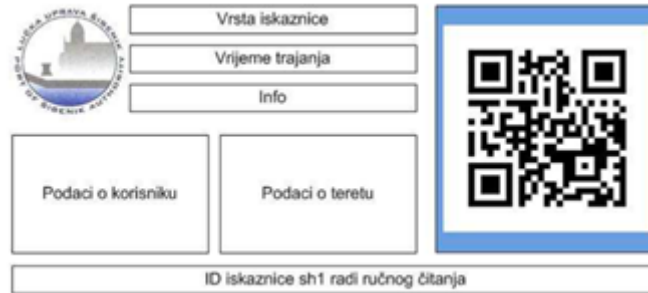 LUČKA UPRAVA ŠIBENIK
PORT OF ŠIBENIK AUTHORITY
Vrsta iskaznice
Vrijeme trajanja
Info
Podaci o korisniku
Podaci o teretu
ID iskaznice sh1 radi ručnog čitanja